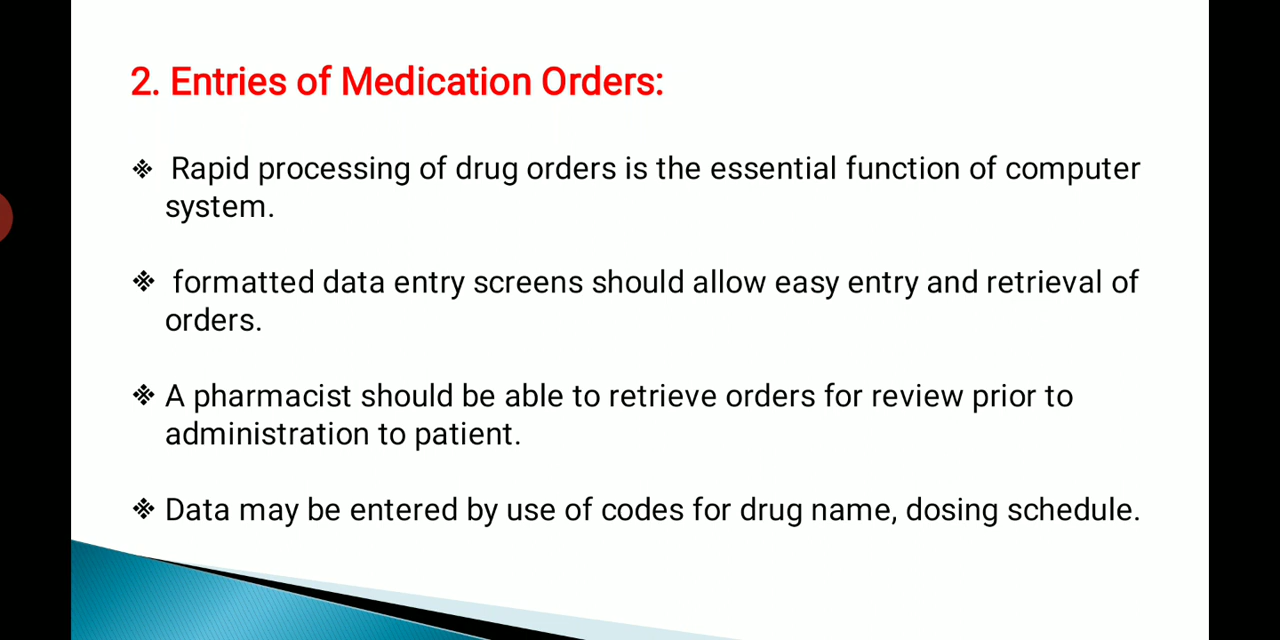 2. Entries of Medication Orders:
❖ Rapid processing of drug orders is the essential function of computer
system.
❖ formatted data entry screens should allow easy entry and retrieval of
orders.
❖ A pharmacist should be able to retrieve orders for review prior to
administration to patient.
❖ Data may be entered by use of codes for drug name, dosing schedule.